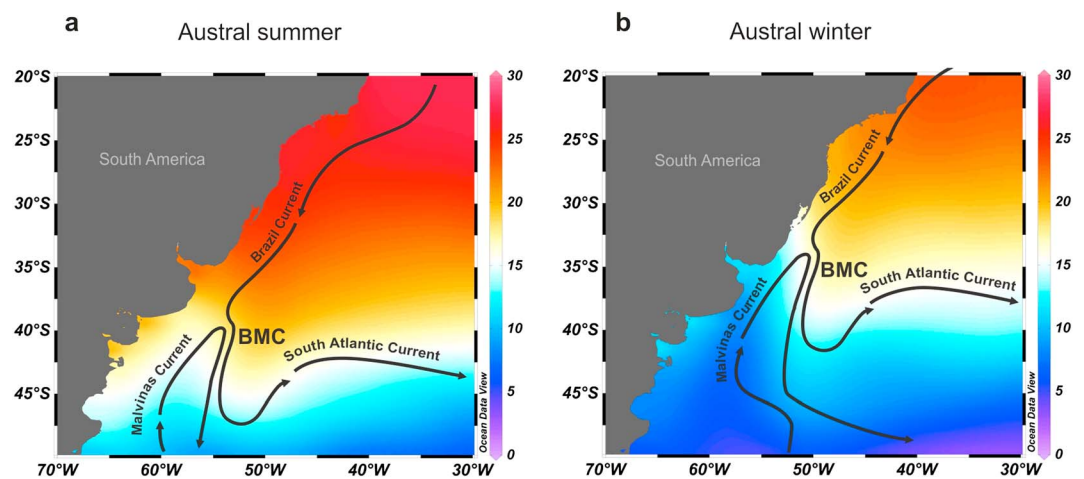 a
Austral summer
20°S
25°S
30°S
35°S
40°S
45°S
70°W
60°W
50°W
40°W
30°W
South America
Brazil Current
BMC
Malvinas Current
South Atlantic Current
30
25
20
15
10
5
0
Ocean Data View
b
Austral winter
20°S
25°S
30°S
35°S
40°S
45°S
70°W
60°W
50°W
40°W
30°W
South America
Brazil Current
BMC
Malvinas Current
South Atlantic Current
30
25
20
15
10
5
0
Ocean Data View